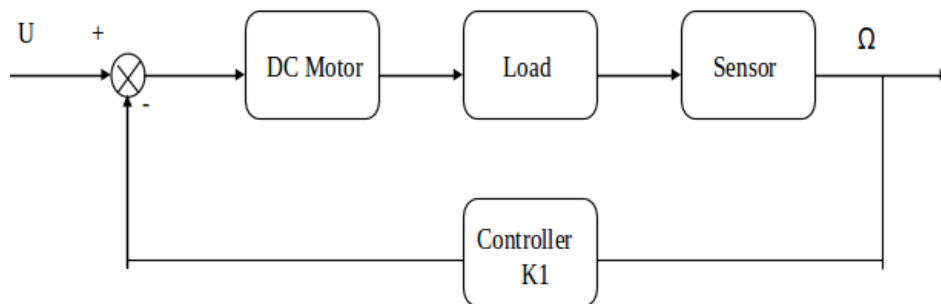 U
+
-
DC Motor
Load
Sensor
Ω
Controller
K1